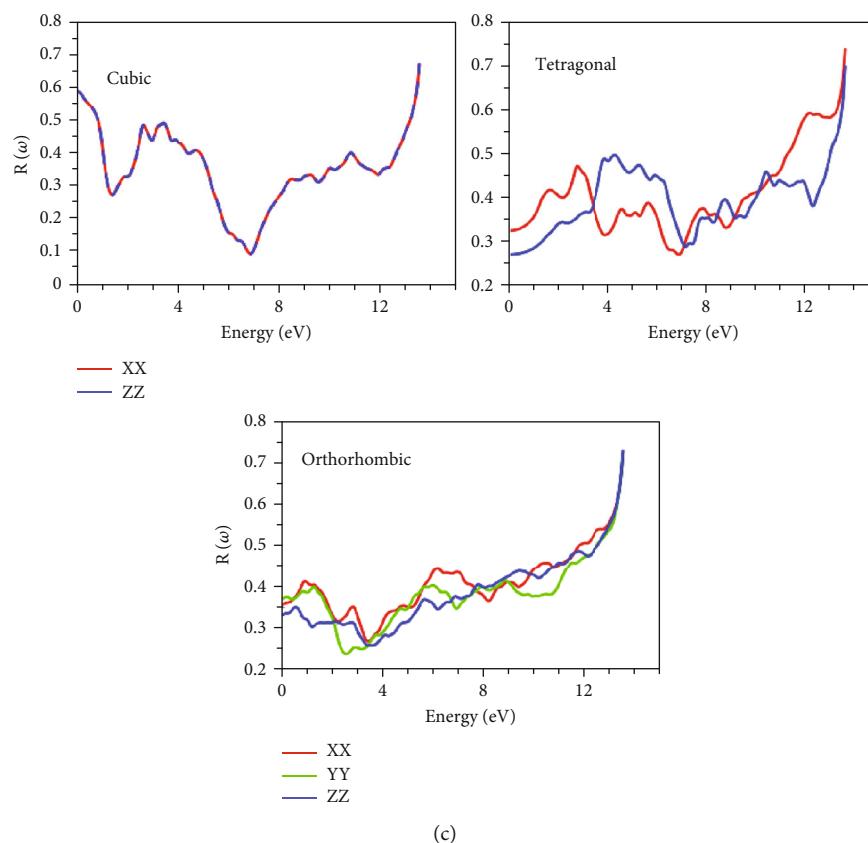 0.8
0.7
0.6
0.5
0.4
0.3
0.2
0.1
0
R (ω)
Cubic
0 4 8 12
Energy (eV)
XX
ZZ
0.8
0.7
0.6
0.5
0.4
0.3
0.2
Tetragonal
0 4 8 12
Energy (eV)
0.8
0.7
0.6
0.5
0.4
0.3
0.2
R (ω)
Orthorhombic
0 4 8 12
Energy (eV)
XX
YY
ZZ
(c)